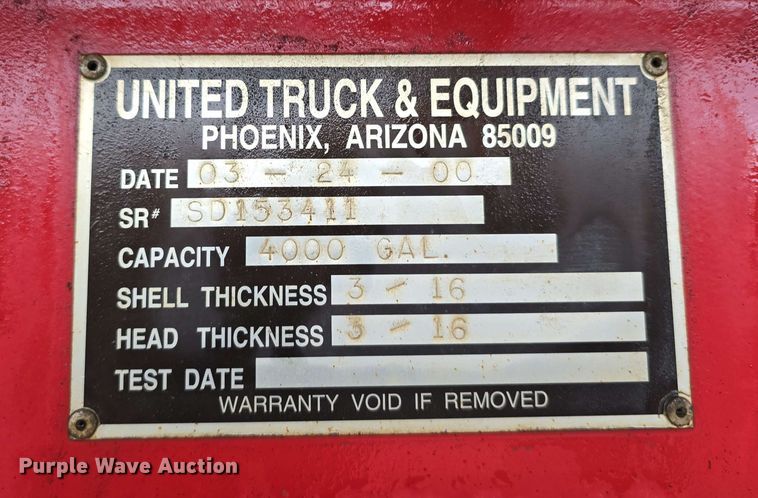 UNITED TRUCK & EQUIPMENT
PHOENIX, ARIZONA 85009
DATE 03 - 24 - 00
SR# SD153411
CAPACITY 4000 GAL.
SHELL THICKNESS 3 - 16
HEAD THICKNESS 3 - 16
TEST DATE
WARRANTY VOID IF REMOVED
Purple Wave Auction